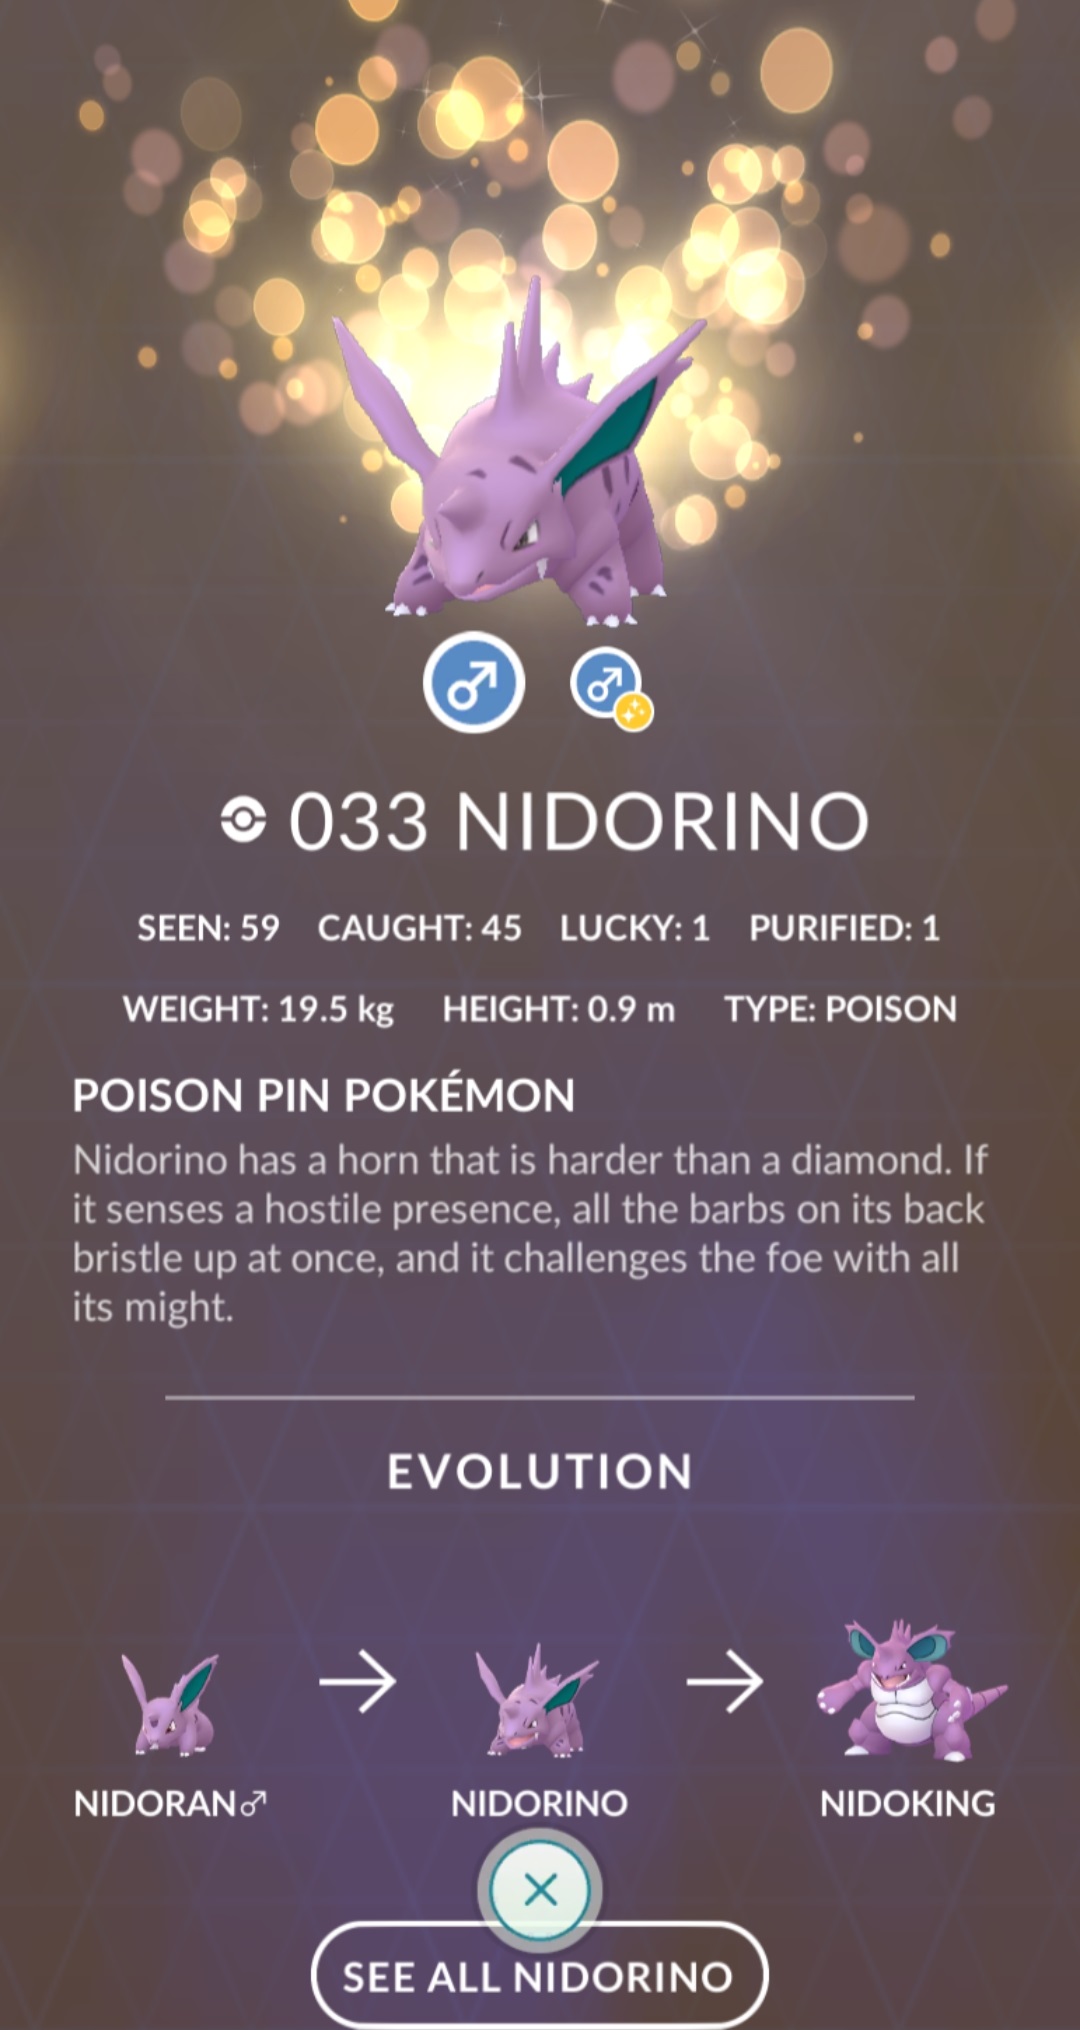 033 NIDORINO
SEEN: 59 CAUGHT: 45 LUCKY: 1 PURIFIED: 1
WEIGHT: 19.5 kg HEIGHT: 0.9 m TYPE: POISON
POISON PIN POKÉMON
Nidorino has a horn that is harder than a diamond. If
it senses a hostile presence, all the barbs on its back
bristle up at once, and it challenges the foe with all
its might.
EVOLUTION
NIDORAN♂ NIDORINO NIDOKING
SEE ALL NIDORINO